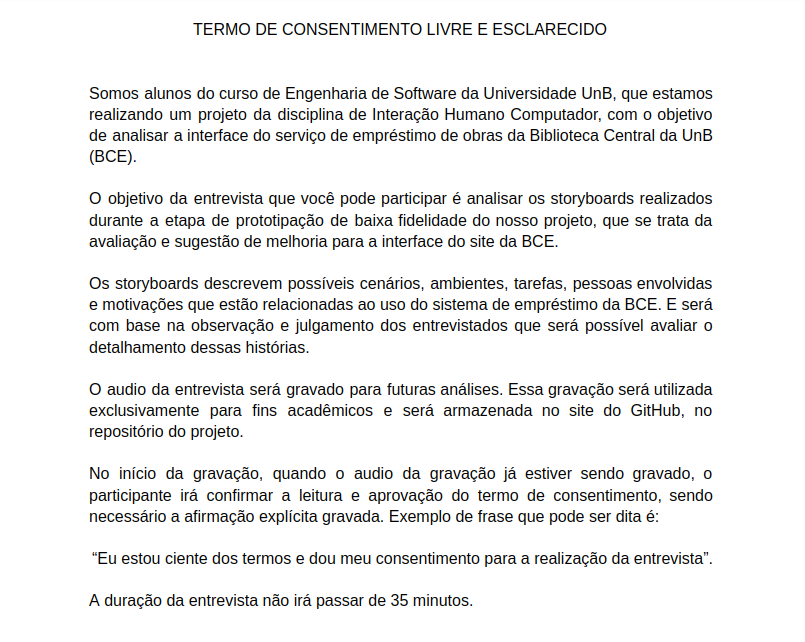 TERMO DE CONSENTIMENTO LIVRE E ESCLARECIDO
Somos alunos do curso de Engenharia de Software da Universidade UnB, que estamos
realizando um projeto da disciplina de Interação Humano Computador, com o objetivo
de analisar a interface do serviço de empréstimo de obras da Biblioteca Central da UnB
(BCE).
O objetivo da entrevista que você pode participar é analisar os storyboards realizados
durante a etapa de prototipação de baixa fidelidade do nosso projeto, que se trata da
avaliação e sugestão de melhoria para a interface do site da BCE.
Os storyboards descrevem possíveis cenários, ambientes, tarefas, pessoas envolvidas
e motivações que estão relacionadas ao uso do sistema de empréstimo da BCE. E será
com base na observação e julgamento dos entrevistados que será possível avaliar o
detalhamento dessas histórias.
O audio da entrevista será gravado para futuras análises. Essa gravação será utilizada
exclusivamente para fins acadêmicos e será armazenada no site do GitHub, no
repositório do projeto.
No início da gravação, quando o audio da gravação já estiver sendo gravado, o
participante irá confirmar a leitura e aprovação do termo de consentimento, sendo
necessário a afirmação explícita gravada. Exemplo de frase que pode ser dita é:
“Eu estou ciente dos termos e dou meu consentimento para a realização da entrevista”.
A duração da entrevista não irá passar de 35 minutos.